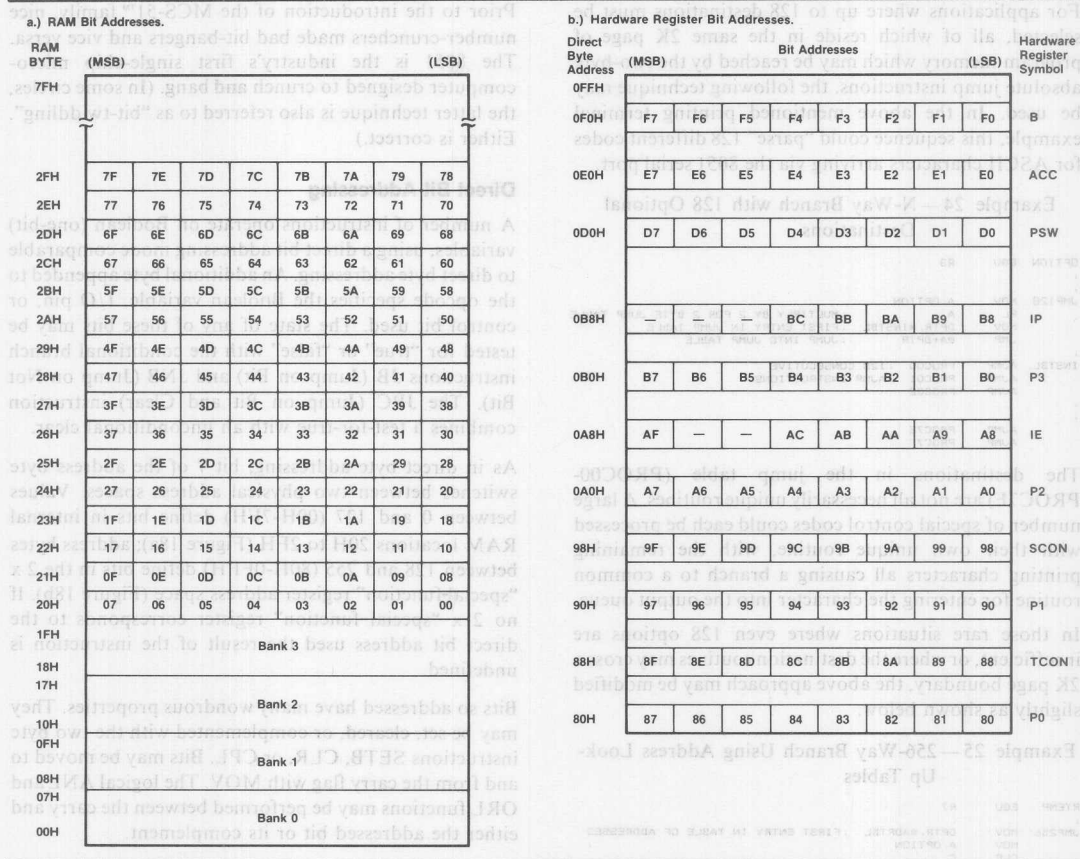 a.) RAM Bit Addresses.
RAM
BYTE (MSB) (LSB)
7FH
2FH 7F 7E 7D 7C 7B 7A 79 78
2EH 77 76 75 74 73 72 71 70
2DH 6F 6E 6D 6C 6B 6A 69 68
2CH 67 66 65 64 63 62 61 60
2BH 5F 5E 5D 5C 5B 5A 59 58
2AH 57 56 55 54 53 52 51 50
29H 4F 4E 4D 4C 4B 4A 49 48
28H 47 46 45 44 43 42 41 40
27H 3F 3E 3D 3C 3B 3A 39 38
26H 37 36 35 34 33 32 31 30
25H 2F 2E 2D 2C 2B 2A 29 28
24H 27 26 25 24 23 22 21 20
23H 1F 1E 1D 1C 1B 1A 19 18
22H 17 16 15 14 13 12 11 10
21H 0F 0E 0D 0C 0B 0A 09 08
20H 07 06 05 04 03 02 01 00
1FH
Bank 3
18H
17H
Bank 2
10H
0FH
Bank 1
08H
07H
Bank 0
00H
b.) Hardware Register Bit Addresses.
Direct
Byte
Address
Bit Addresses
(MSB) (LSB)
Hardware
Register
Symbol
0FFH
0F0H F7 F6 F5 F4 F3 F2 F1 F0 B
0E0H E7 E6 E5 E4 E3 E2 E1 E0 ACC
0D0H D7 D6 D5 D4 D3 D2 D1 D0 PSW
0B8H — — — BC BB BA B9 B8 IP
0B0H B7 B6 B5 B4 B3 B2 B1 B0 P3
0A8H AF — — AC AB AA A9 A8 IE
0A0H A7 A6 A5 A4 A3 A2 A1 A0 P2
98H 9F 9E 9D 9C 9B 9A 99 98 SCON
90H 97 96 95 94 93 92 91 90 P1
88H 8F 8E 8D 8C 8B 8A 89 88 TCON
80H 87 86 85 84 83 82 81 80 P0